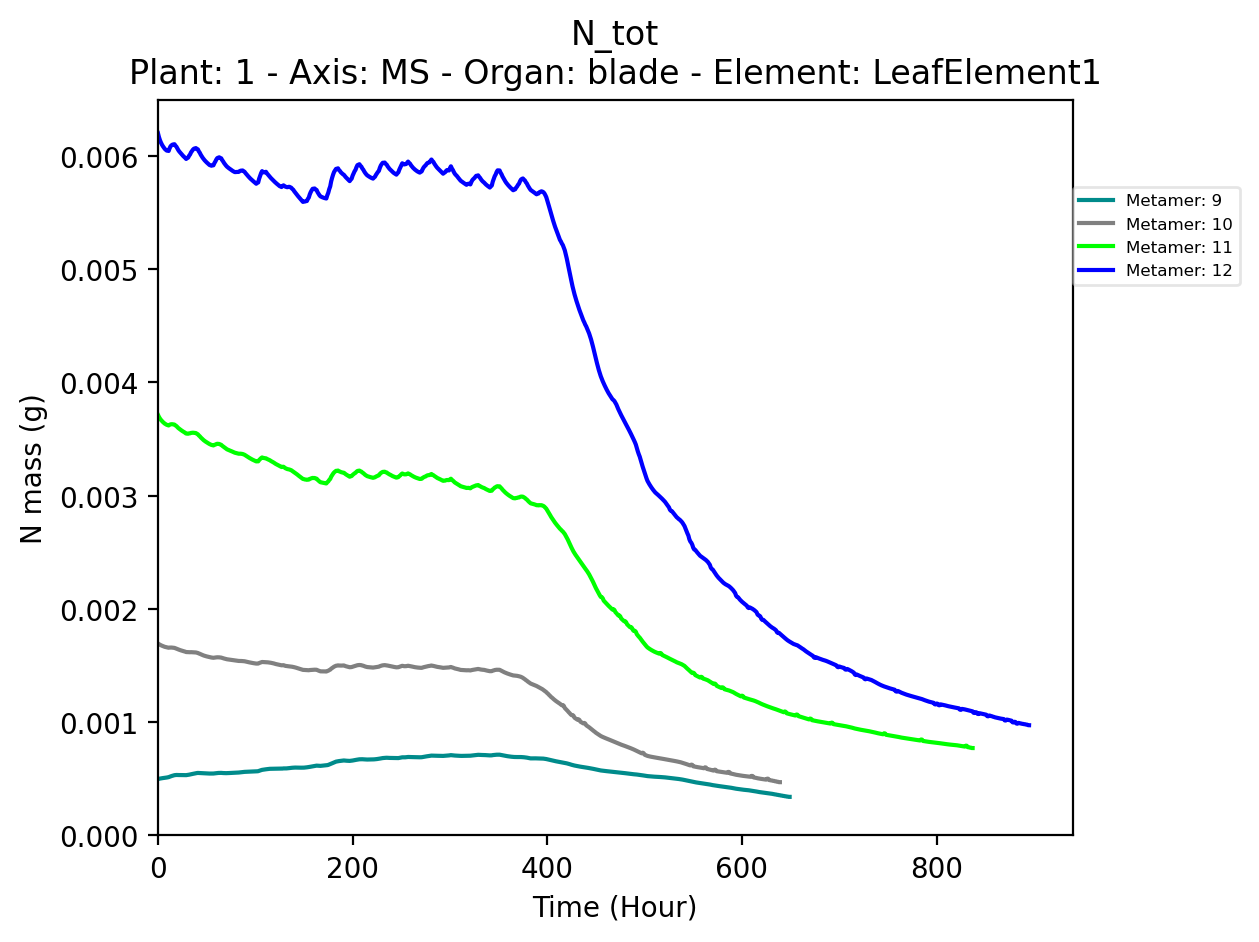 N_tot
Plant: 1 - Axis: MS - Organ: blade - Element: LeafElement1
N mass (g)
0.006
0.005
0.004
0.003
0.002
0.001
0.000
Metamer: 9
Metamer: 10
Metamer: 11
Metamer: 12
0
200
400
600
800
Time (Hour)